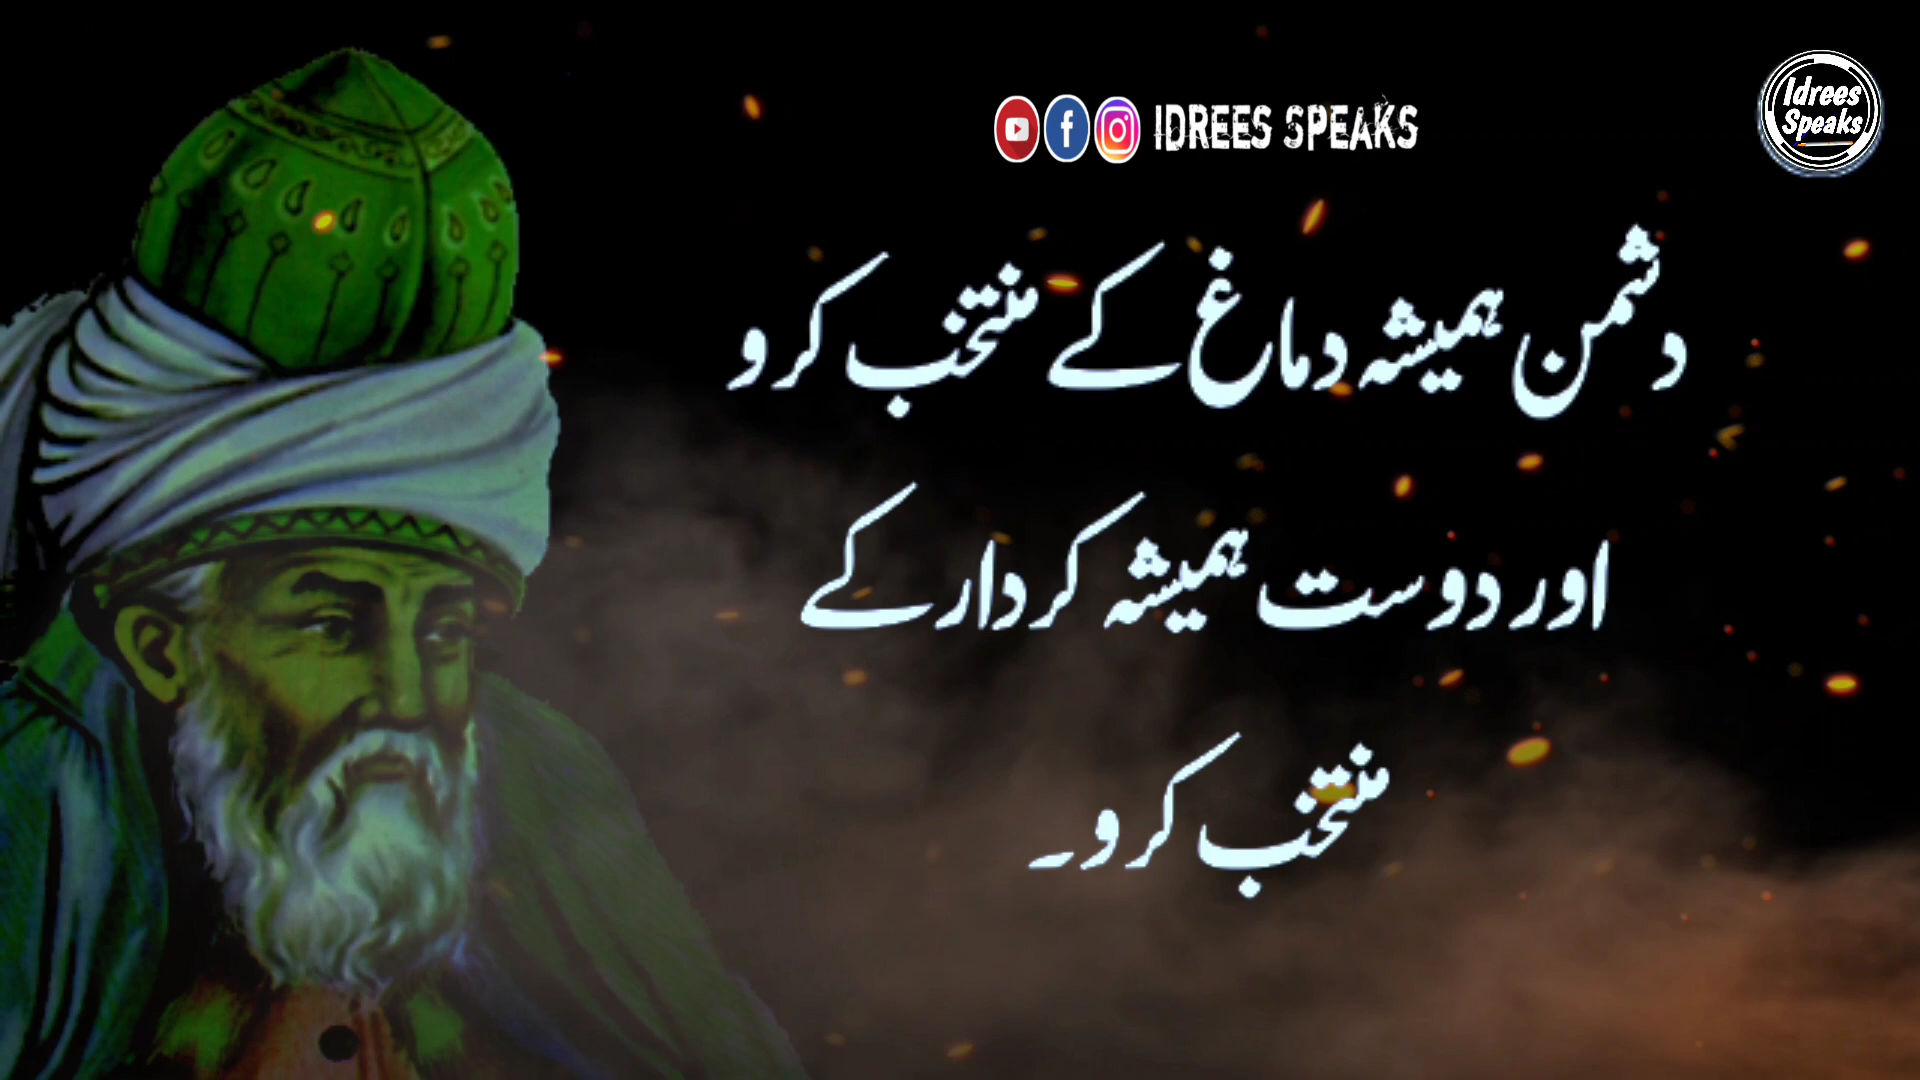 IDREES SPEAKS
Idrees
Speaks
دشمن ہمیشہ دماغ کے منتخب کرو
اور دوست ہمیشہ کردار کے
منتخب کرو۔